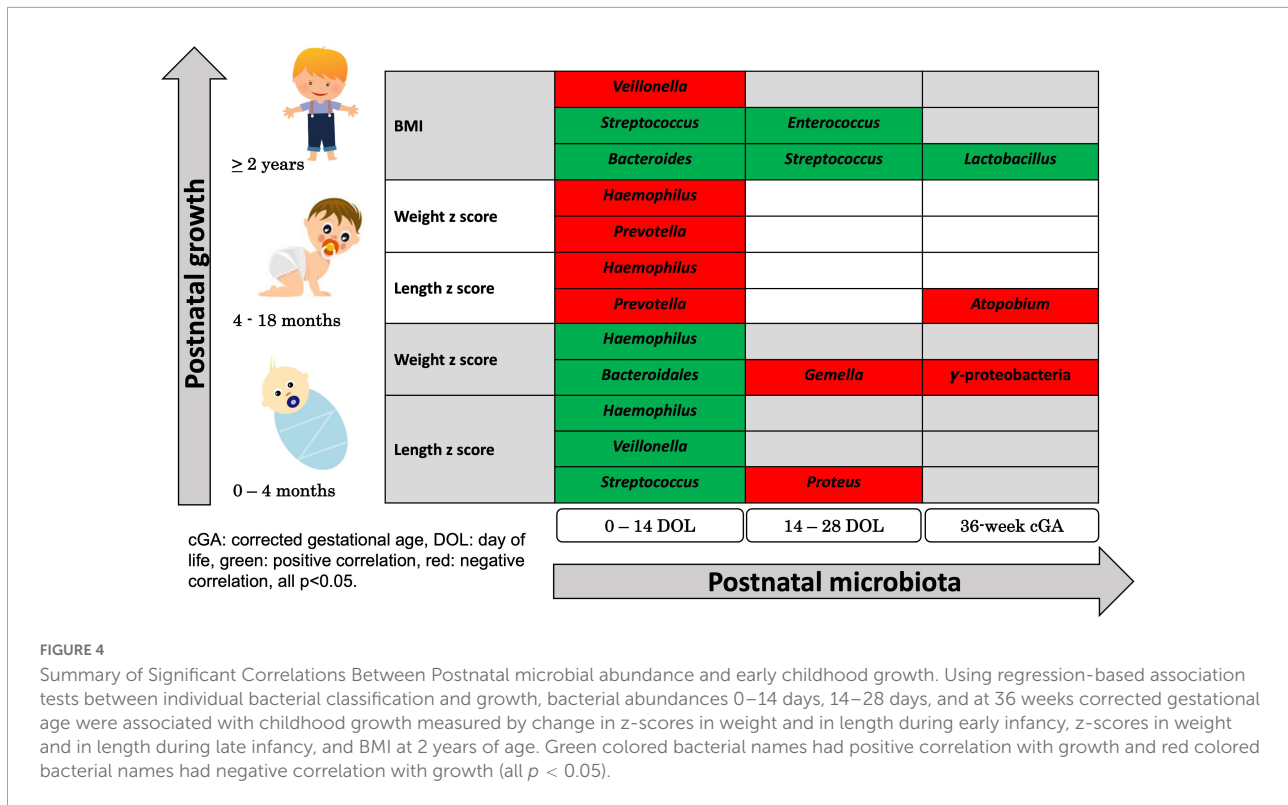 Postnatal growth
≥ 2 years
4 - 18 months
0 – 4 months
BMI
Veillonella
Streptococcus Enterococcus
Bacteroides Streptococcus Lactobacillus
Weight z score
Haemophilus
Prevotella
Length z score
Haemophilus
Prevotella Atopobium
Weight z score
Haemophilus
Bacteroidales Gemella γ-proteobacteria
Length z score
Haemophilus
Veillonella
Streptococcus Proteus
0 – 14 DOL 14 – 28 DOL 36-week cGA
Postnatal microbiota
cGA: corrected gestational age, DOL: day of
life, green: positive correlation, red: negative
correlation, all p<0.05.
FIGURE 4
Summary of Significant Correlations Between Postnatal microbial abundance and early childhood growth. Using regression-based association
tests between individual bacterial classification and growth, bacterial abundances 0–14 days, 14–28 days, and at 36 weeks corrected gestational
age were associated with childhood growth measured by change in z-scores in weight and in length during early infancy, z-scores in weight
and in length during late infancy, and BMI at 2 years of age. Green colored bacterial names had positive correlation with growth and red colored
bacterial names had negative correlation with growth (all p < 0.05).